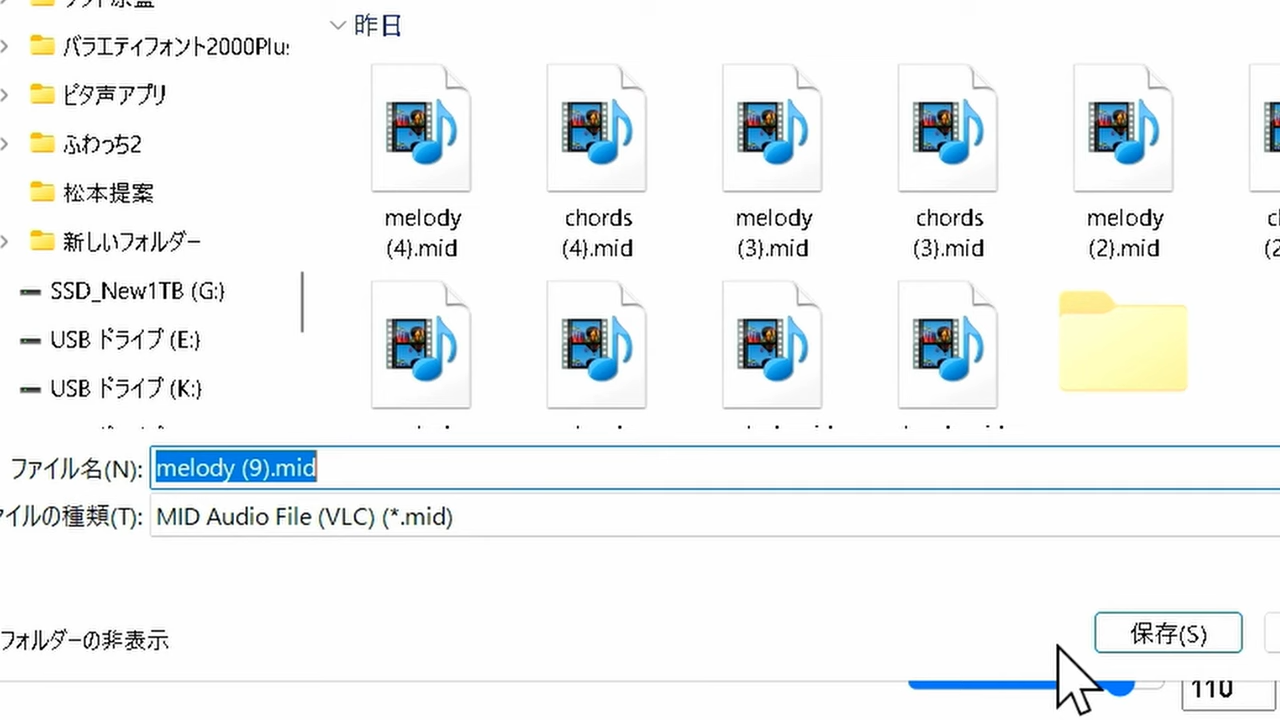 昨日
バラエティフォント2000Plus
ピタ声アプリ
ふわっち2
松本提案
新しいフォルダー
SSD_New1TB (G:)
USB ドライブ (E:)
USB ドライブ (K:)
melody (4).mid
chords (4).mid
melody (3).mid
chords (3).mid
melody (2).mid
ファイル名(N):
melody (9).mid
イルの種類(T):
MID Audio File (VLC) (*.mid)
フォルダーの非表示
保存(S)
110